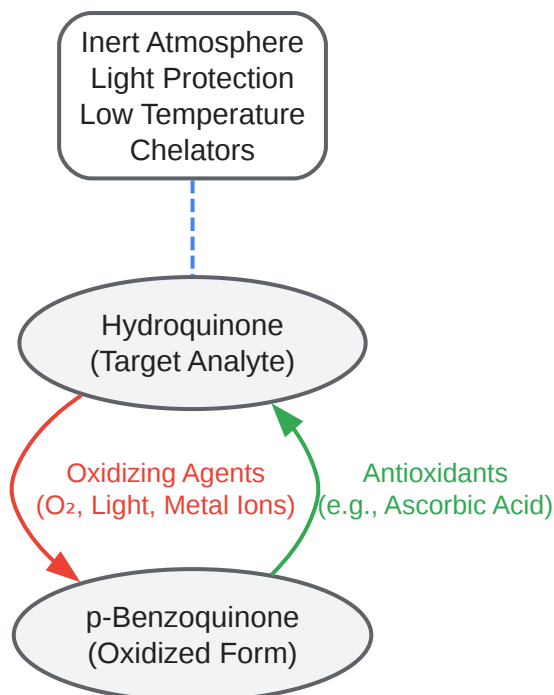 Inert Atmosphere
Light Protection
Low Temperature
Chelators
Hydroquinone
(Target Analyte)
Oxidizing Agents
(O₂, Light, Metal Ions)
Antioxidants
(e.g., Ascorbic Acid)
p-Benzoquinone
(Oxidized Form)